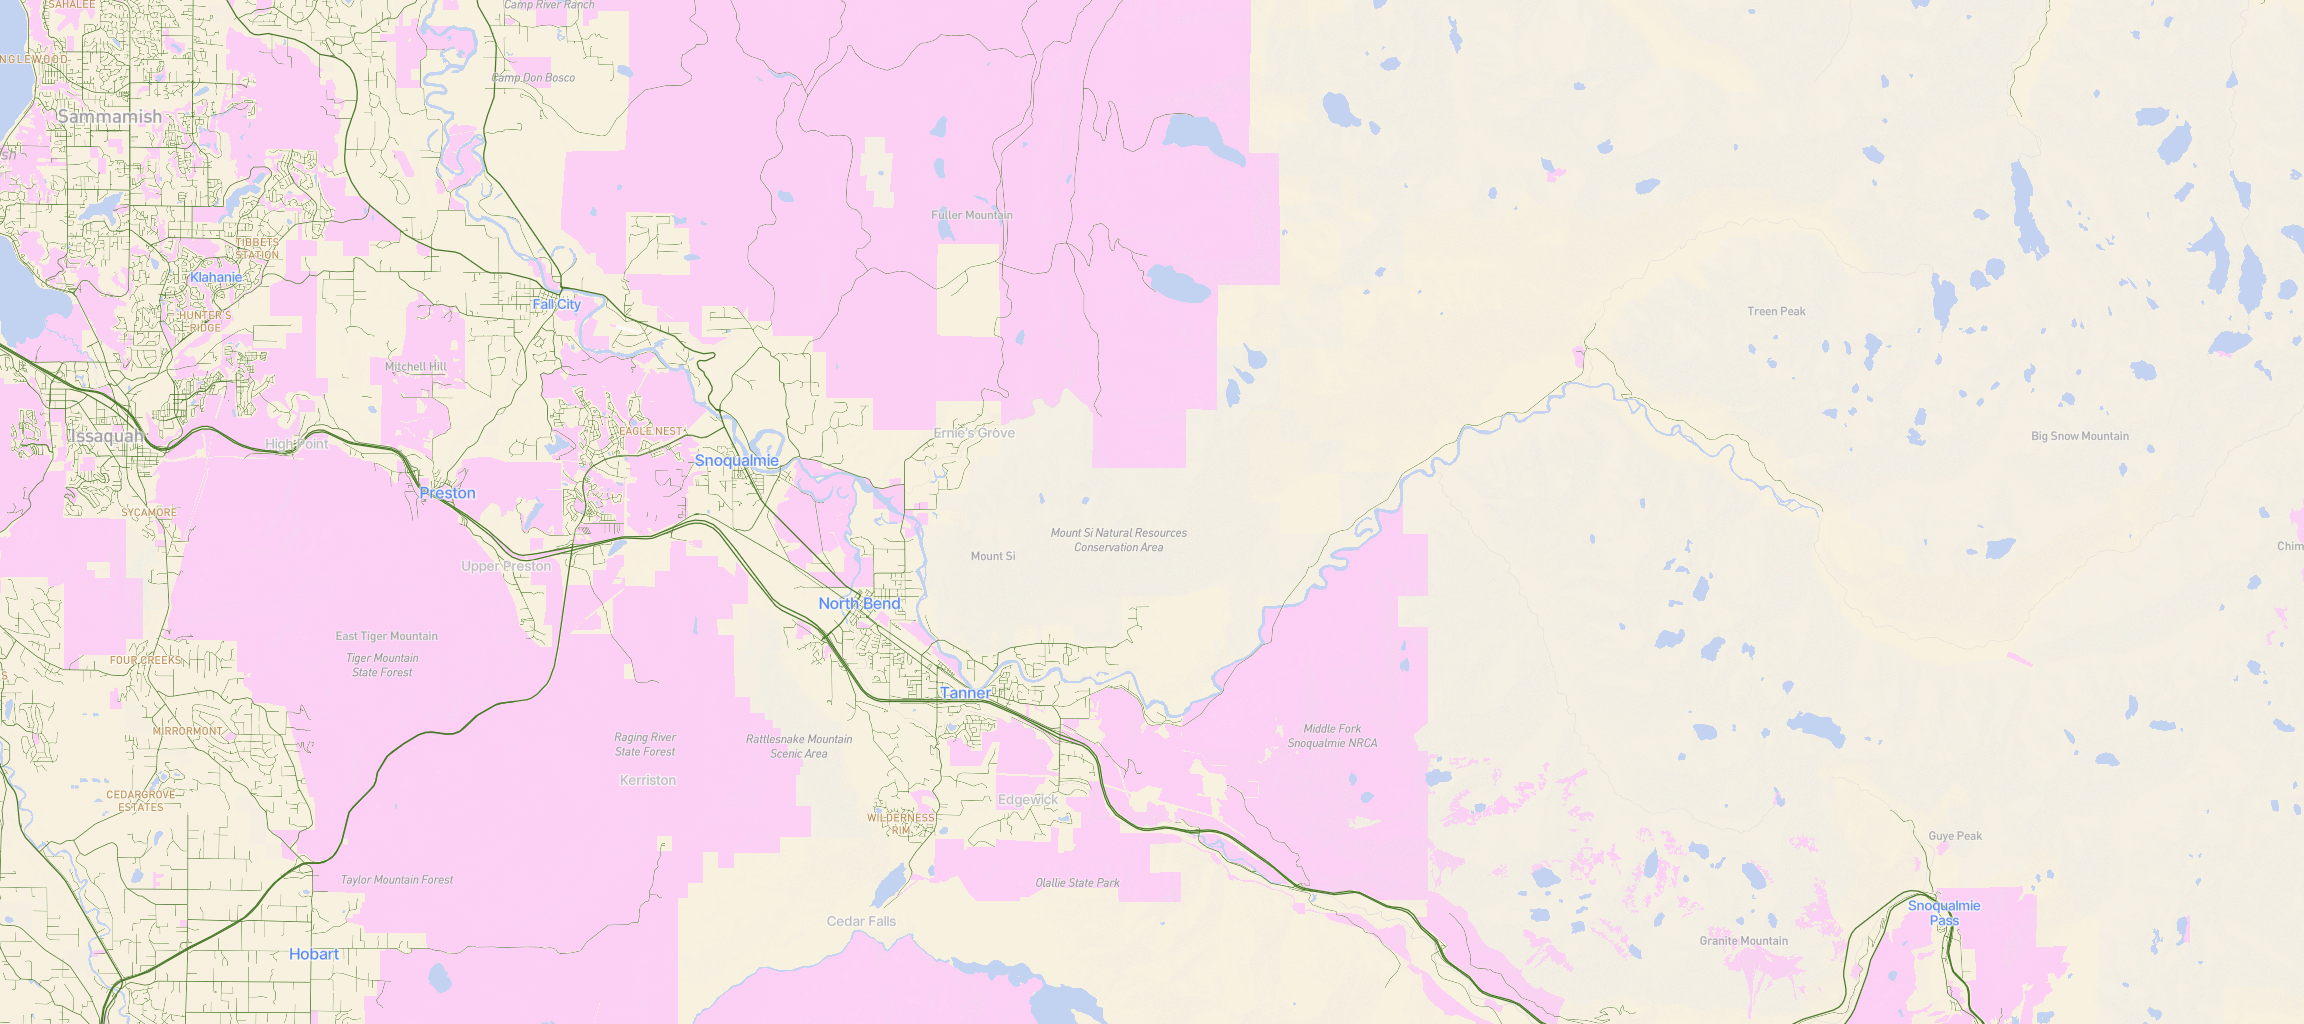 SAHALEE
Camp River Ranch
NGLEWOOD
Camp Don Bosco
Sammamish
sh
Fuller Mountain
TIBBETS
STATION
Klahanie
Fall City
HUNTER'S
RIDGE
Treen Peak
Mitchell Hill
EAGLE NEST
Ernie's Grove
Issaquah
High Point
Big Snow Mountain
Snoqualmie
Preston
SYCAMORE
Mount Si Natural Resources
Conservation Area
Mount Si
Chim
Upper Preston
North Bend
East Tiger Mountain
Tiger Mountain
State Forest
FOUR CREEKS
S
Tanner
MIRRORMONT
Raging River
State Forest
Rattlesnake Mountain
Scenic Area
Middle Fork
Snoqualmie NRCA
Kerriston
CEDARGROVE
ESTATES
Edgewick
WILDERNESS
RIM
Guye Peak
Taylor Mountain Forest
Olallie State Park
Cedar Falls
Snoqualmie
Pass
Granite Mountain
Hobart